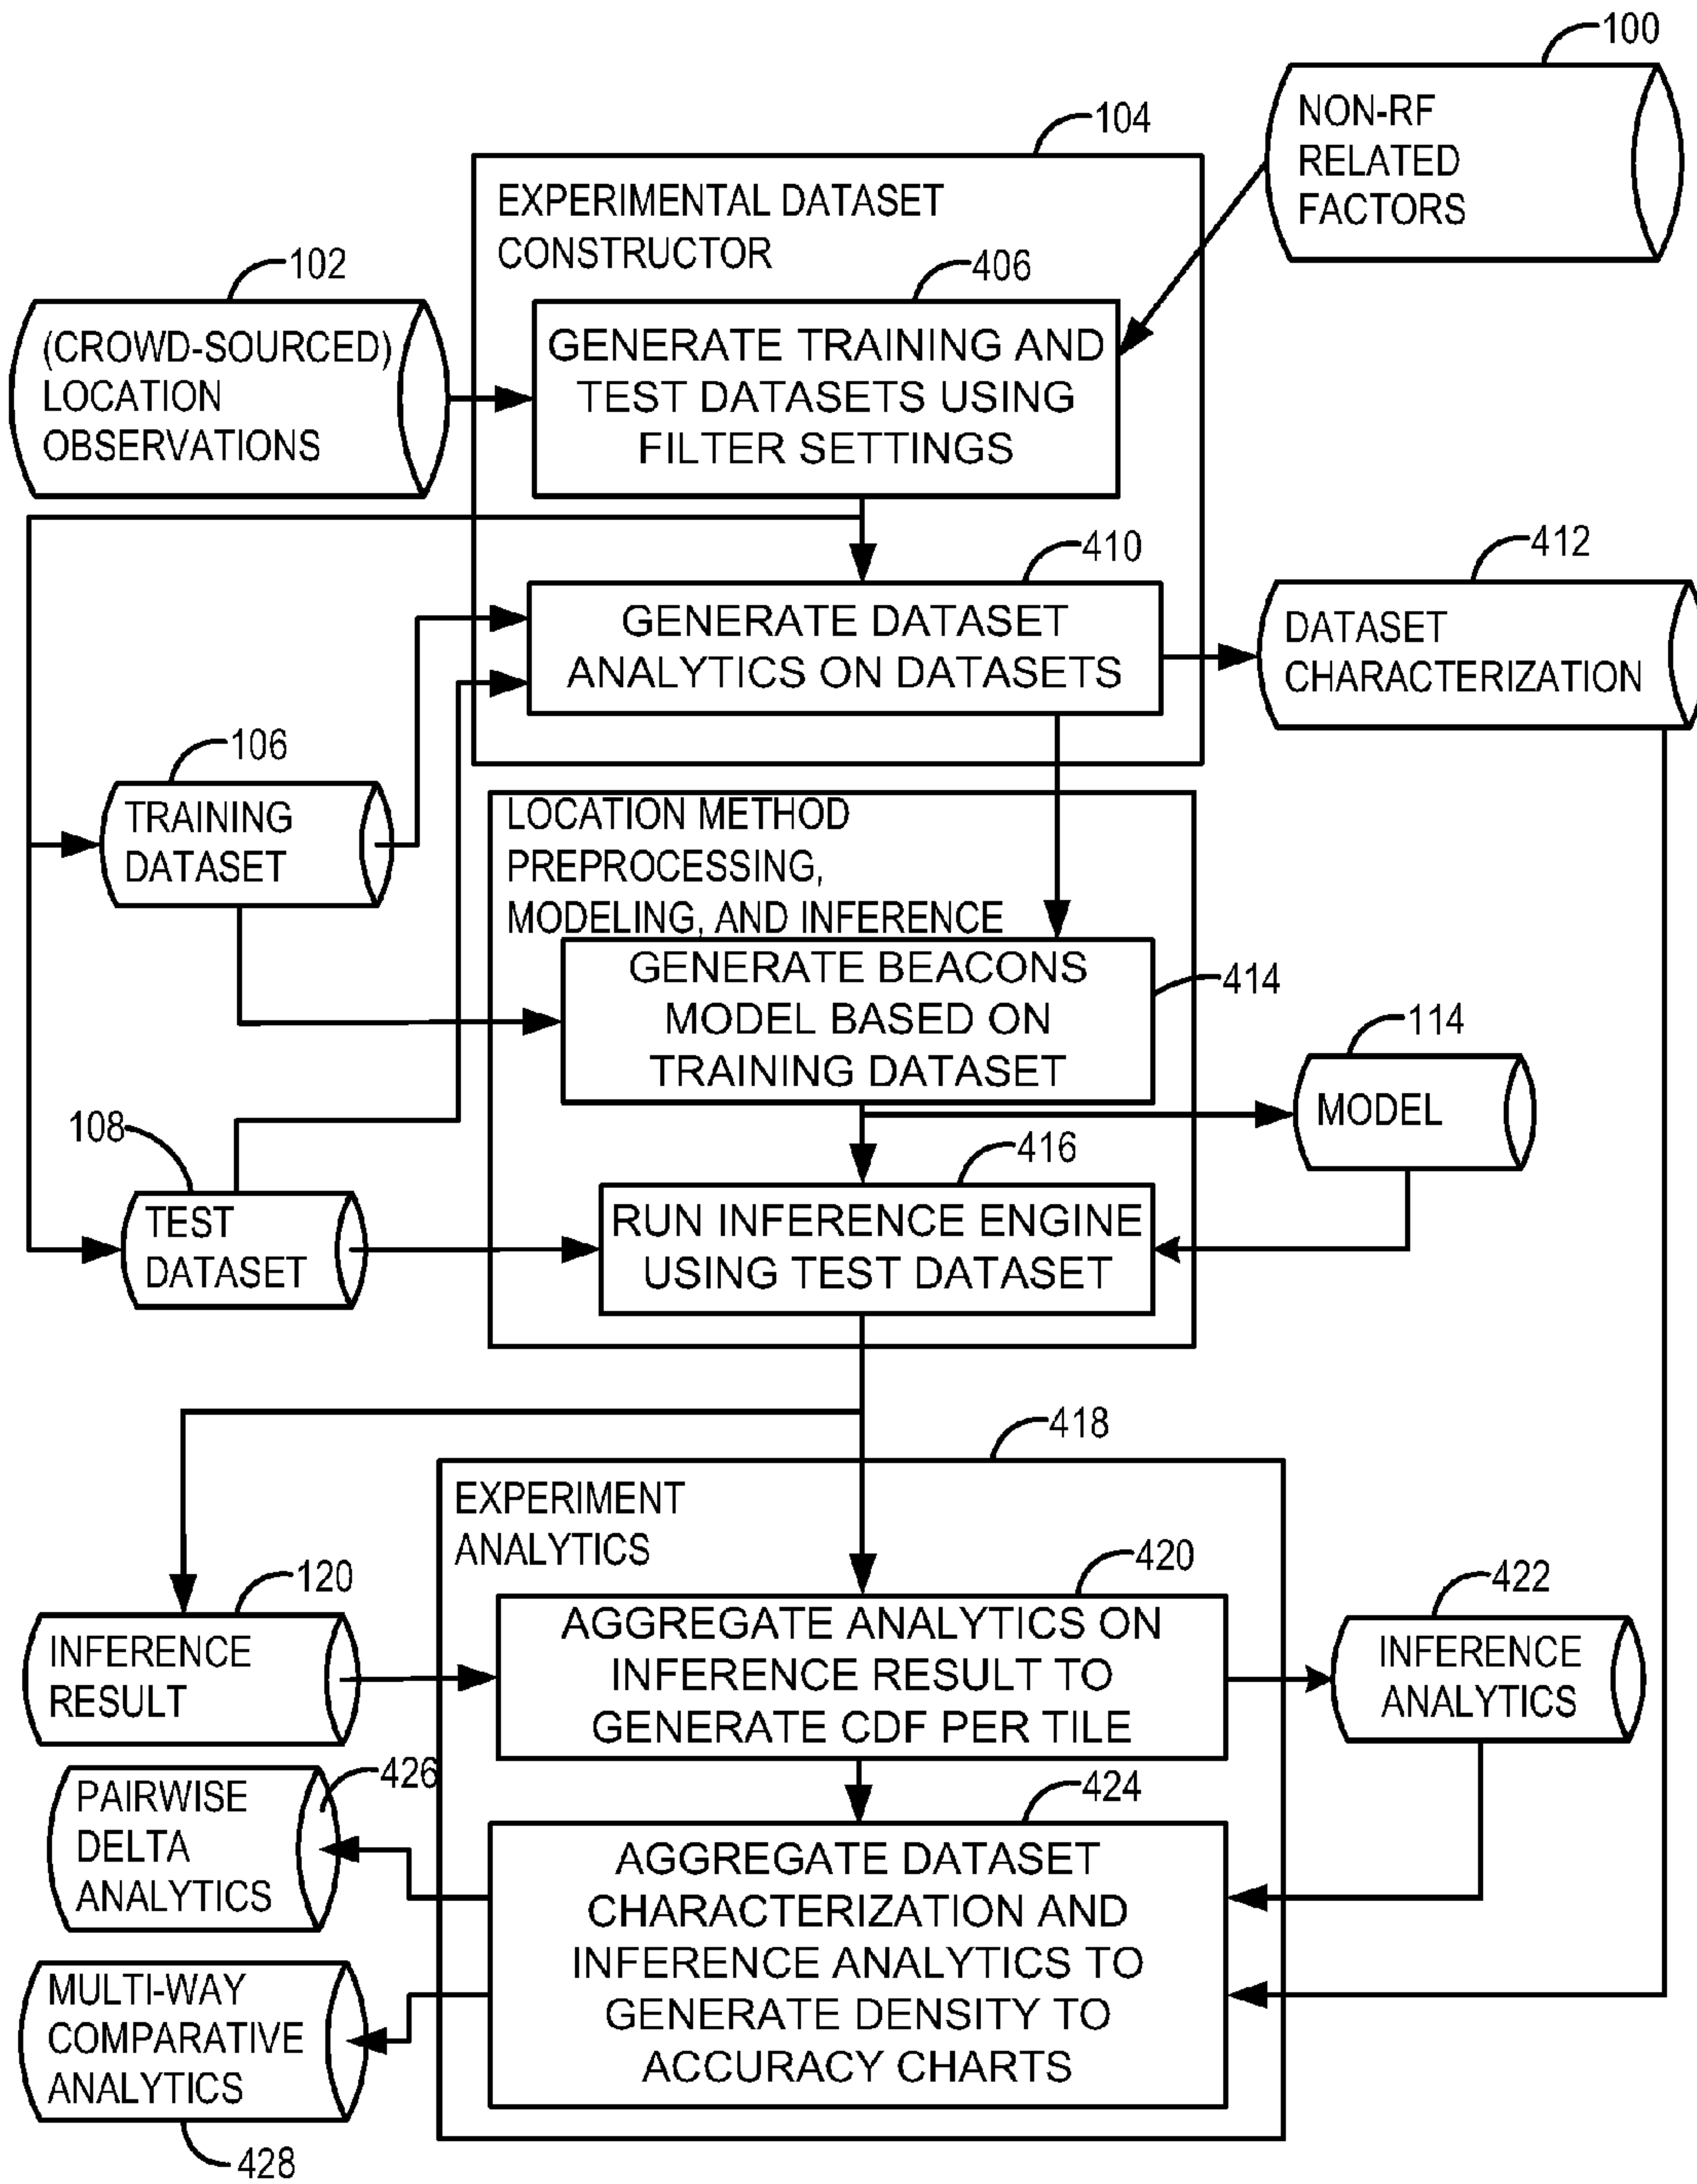 100
NON-RF
RELATED
FACTORS
104
EXPERIMENTAL DATASET
CONSTRUCTOR
102
(CROWD-SOURCED)
LOCATION
OBSERVATIONS
406
GENERATE TRAINING AND
TEST DATASETS USING
FILTER SETTINGS
410
GENERATE DATASET
ANALYTICS ON DATASETS
412
DATASET
CHARACTERIZATION
106
TRAINING
DATASET
LOCATION METHOD
PREPROCESSING,
MODELING, AND INFERENCE
GENERATE BEACONS
MODEL BASED ON
TRAINING DATASET
414
114
MODEL
108
TEST
DATASET
416
RUN INFERENCE ENGINE
USING TEST DATASET
418
EXPERIMENT
ANALYTICS
120
INFERENCE
RESULT
420
AGGREGATE ANALYTICS ON
INFERENCE RESULT TO
GENERATE CDF PER TILE
422
INFERENCE
ANALYTICS
426
PAIRWISE
DELTA
ANALYTICS
424
AGGREGATE DATASET
CHARACTERIZATION AND
INFERENCE ANALYTICS TO
GENERATE DENSITY TO
ACCURACY CHARTS
MULTI-WAY
COMPARATIVE
ANALYTICS
428